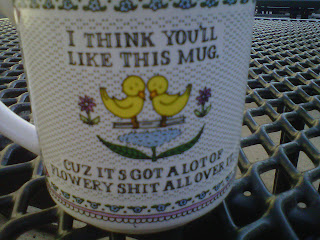 I THINK YOU'LL
LIKE THIS MUG.
CUZ IT'S GOT A LOT OF
FLOWERY SHIT ALL OVER IT.